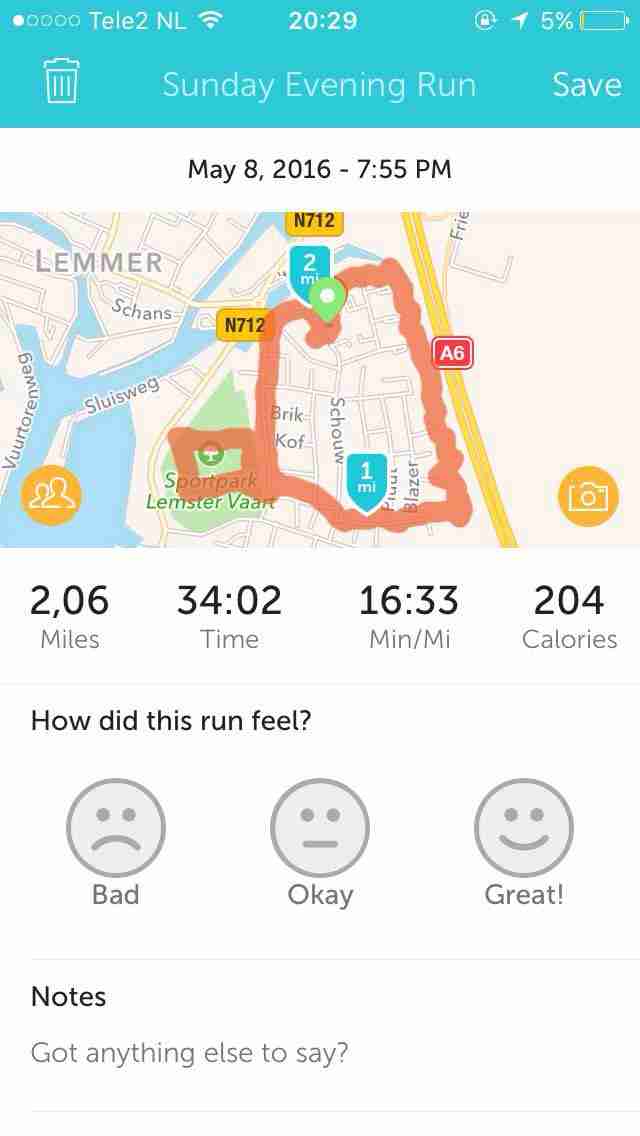 Tele2 NL 20:29 5%
Sunday Evening Run Save
May 8, 2016 - 7:55 PM
N712
LEMMER
2
mi
Schans
N712
A6
Vuurtorenweg
Sluisweg
Brik
Kof
Schouw
1
mi
Blazer
Sportpark
Lemster Vaart
2,06 34:02 16:33 204
Miles Time Min/Mi Calories
How did this run feel?
Bad Okay Great!
Notes
Got anything else to say?